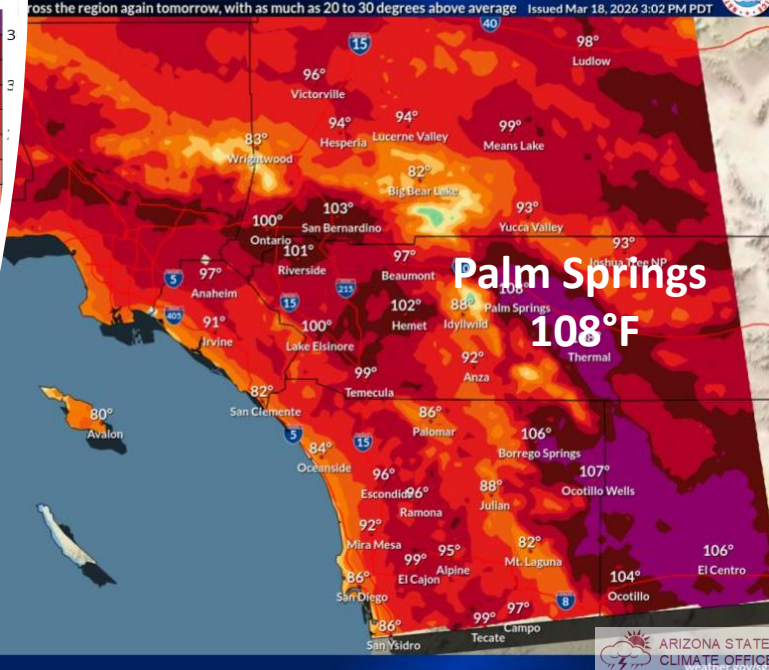 ross the region again tomorrow, with as much as 20 to 30 degrees above average Issued Mar 18, 2026 3:02 PM PDT
3
3
40
15
98°
Ludlow
96°
Victorville
94°
Hesperia
94°
Lucerne Valley
99°
Means Lake
83°
Wrightwood
82°
Big Bear Lake
103°
San Bernardino
100°
Ontario
93°
Yucca Valley
101°
Riverside
93°
Joshua Tree NP
97°
Beaumont
5
97°
Anaheim
215
15
Palm Springs
108°F
108°
Palm Springs
405
91°
Irvine
100°
Lake Elsinore
102°
Hemet
88°
Idyllwild
Thermal
99°
Temecula
92°
Anza
82°
San Clemente
80°
Avalon
86°
Palomar
5
15
84°
Oceanside
106°
Borrego Springs
107°
Ocotillo Wells
96°
96°
Ramona
88°
Julian
92°
Mira Mesa
99°
El Cajon
95°
Alpine
82°
Mt. Laguna
106°
El Centro
86°
San Diego
104°
Ocotillo
8
86°
San Ysidro
99°
Tecate
97°
Campo
ARIZONA STATE
CLIMATE OFFICE